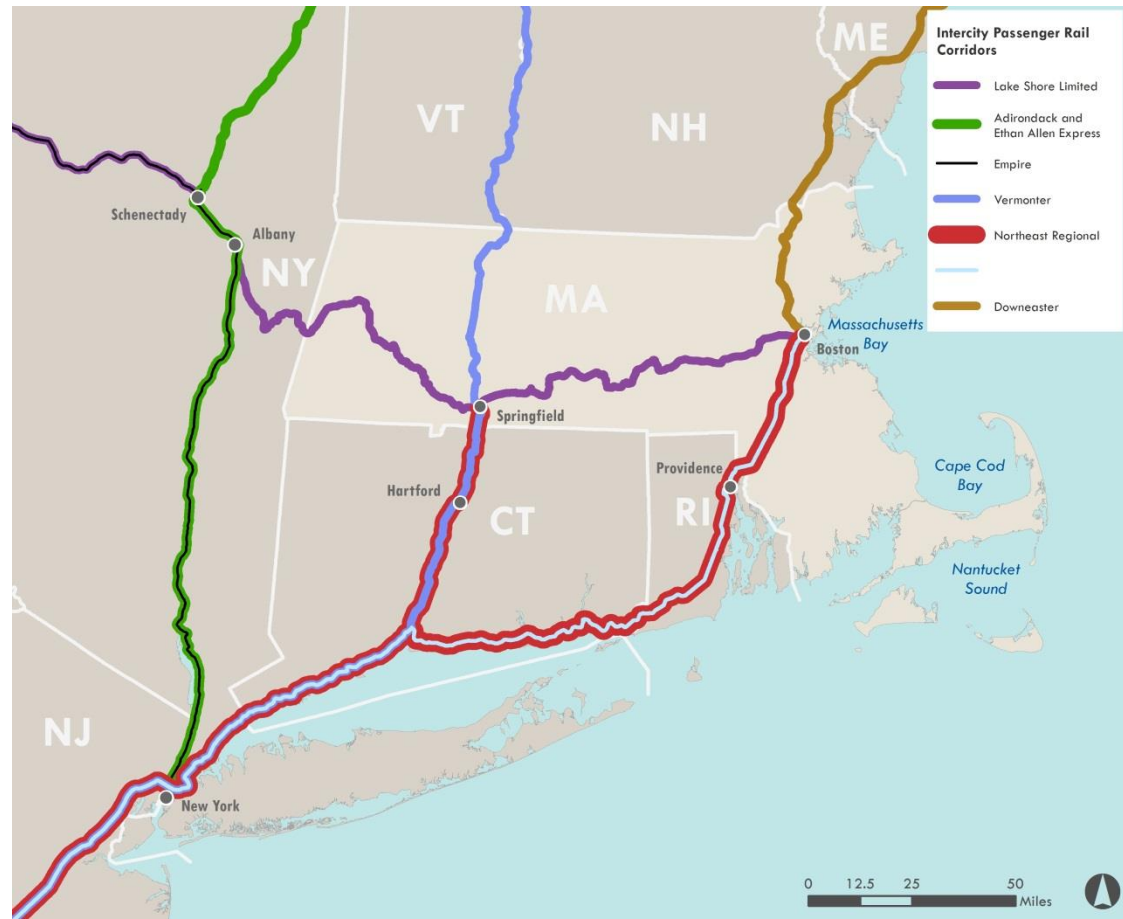 Intercity Passenger Rail
Corridors
Lake Shore Limited
Adirondack and
Ethan Allen Express
Empire
Vermonter
Northeast Regional
Downeaster
ME
VT
NH
Schenectady
Albany
NY
MA
Massachusetts
Bay
Boston
Springfield
Providence
Cape Cod
Bay
Hartford
CT
RI
Nantucket
Sound
NJ
New York
0 12.5 25 50
Miles